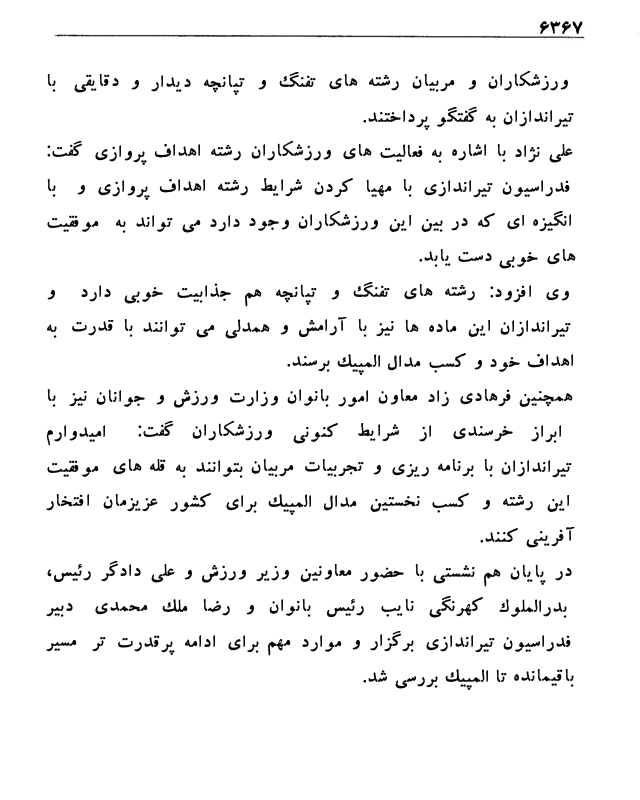 ۶۳۶۷
ورزشکاران و مربیان رشته های تفنگ و تپانچه دیدار و دقایقی با
تیراندازان به گفتگو پرداختند.
علی نژاد با اشاره به فعالیت های ورزشکاران رشته اهداف پروازی گفت:
فدراسیون تیراندازی با مهیا کردن شرایط رشته اهداف پروازی و با
انگیزه ای که در بین این ورزشکاران وجود دارد می تواند به موفقیت
های خوبی دست یابد.
وی افزود: رشته های تفنگ و تپانچه هم جذابیت خوبی دارد و
تیراندازان این ماده ها نیز با آرامش و همدلی می توانند با قدرت به
اهداف خود و کسب مدال المپیک برسند.
همچنین فرهادی زاد معاون امور بانوان وزارت ورزش و جوانان نیز با
ابراز خرسندی از شرایط کنونی ورزشکاران گفت: امیدوارم
تیراندازان با برنامه ریزی و تجربیات مربیان بتوانند به قله های موفقیت
این رشته و کسب نخستین مدال المپیک برای کشور عزیزمان افتخار
آفرینی کنند.
در پایان هم نشستی با حضور معاونین وزیر ورزش و علی دادگر رئیس،
بدرالملوک کهرنگی نایب رئیس بانوان و رضا ملک محمدی دبیر
فدراسیون تیراندازی برگزار و موارد مهم برای ادامه پرقدرت تر مسیر
باقیمانده تا المپیک بررسی شد.